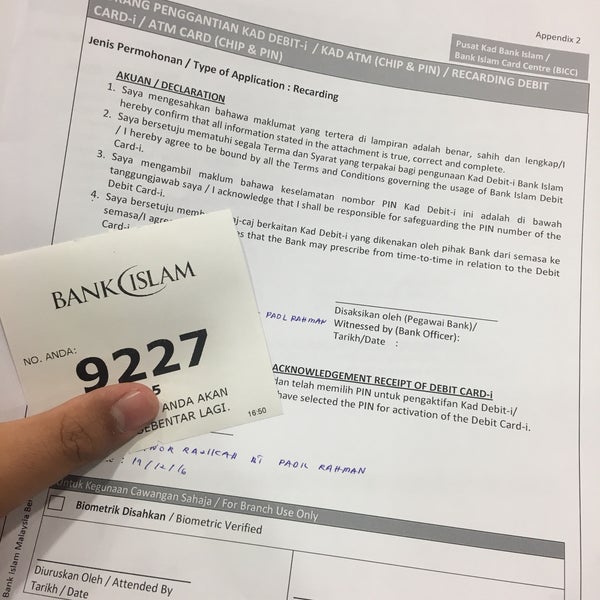 Appendix 2
PENGGANTIAN KAD DEBIT-i / KAD ATM (CHIP & PIN) / RECARDING DEBIT
CARD-i / ATM CARD (CHIP & PIN)
Pusat Kad Bank Islam /
Bank Islam Card Centre (BICC)
Jenis Permohonan / Type of Application : Recarding
AKUAN / DECLARATION
1. Saya mengesahkan bahawa maklumat yang tertera di lampiran adalah benar, sahih dan lengkap/I
hereby confirm that all information stated in the attachment is true, correct and complete.
2. Saya bersetuju mematuhi segala Terma dan Syarat yang terpakai bagi pengunaan Kad Debit-i Bank Islam
/ I hereby agree to be bound by all the Terms and Conditions governing the usage of Bank Islam Debit
Card-i.
3. Saya mengambil maklum bahawa keselamatan nombor PIN Kad Debit-i ini adalah di bawah
tanggungjawab saya / I acknowledge that I shall be responsible for safeguarding the PIN number of the
Debit Card-i.
4. Saya bersetuju caj berkaitan Kad Debit-i yang dikenakan oleh pihak Bank dari semasa ke
semasa/I that the Bank may prescribe from time-to-time in relation to the Debit
Card-i.
BANK ISLAM
NO. ANDA:
9227
5
ANDA AKAN
SEBENTAR LAGI.
16:50
PADL RAHMAN
Disaksikan oleh (Pegawai Bank)/
Witnessed by (Bank Officer):
Tarikh/Date :
ACKNOWLEDGEMENT RECEIPT OF DEBIT CARD-i
dan telah memilih PIN untuk pengaktifan Kad Debit-i/
have selected the PIN for activation of the Debit Card-i.
BT PADIL RAHMAN
: 19/12/16
Untuk Kegunaan Cawangan Sahaja / For Branch Use Only
Biometrik Disahkan / Biometric Verified
Diuruskan Oleh / Attended By
Tarikh / Date
Bank Islam Malaysia Ber